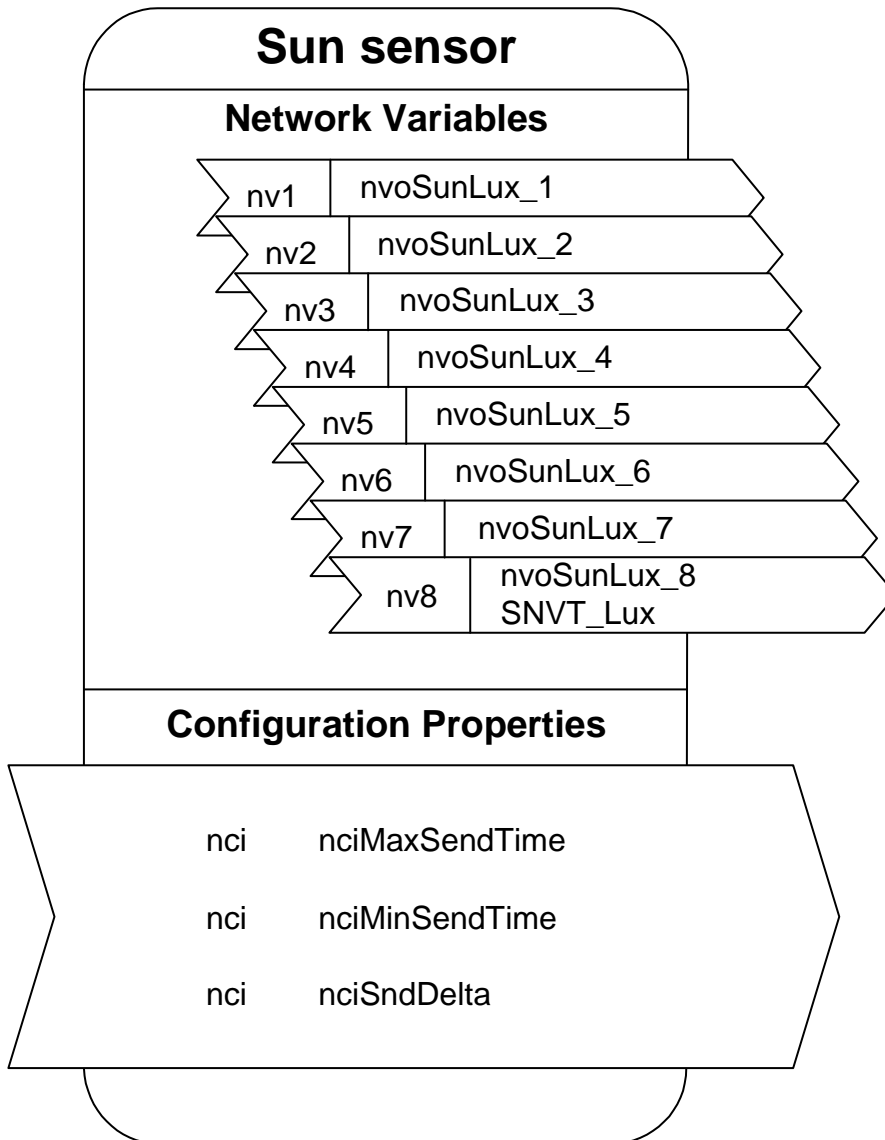 Sun sensor
Network Variables
nv1 nvoSunLux_1
nv2 nvoSunLux_2
nv3 nvoSunLux_3
nv4 nvoSunLux_4
nv5 nvoSunLux_5
nv6 nvoSunLux_6
nv7 nvoSunLux_7
nv8 nvoSunLux_8
SNVT_Lux
Configuration Properties
nci nciMaxSendTime
nci nciMinSendTime
nci nciSndDelta